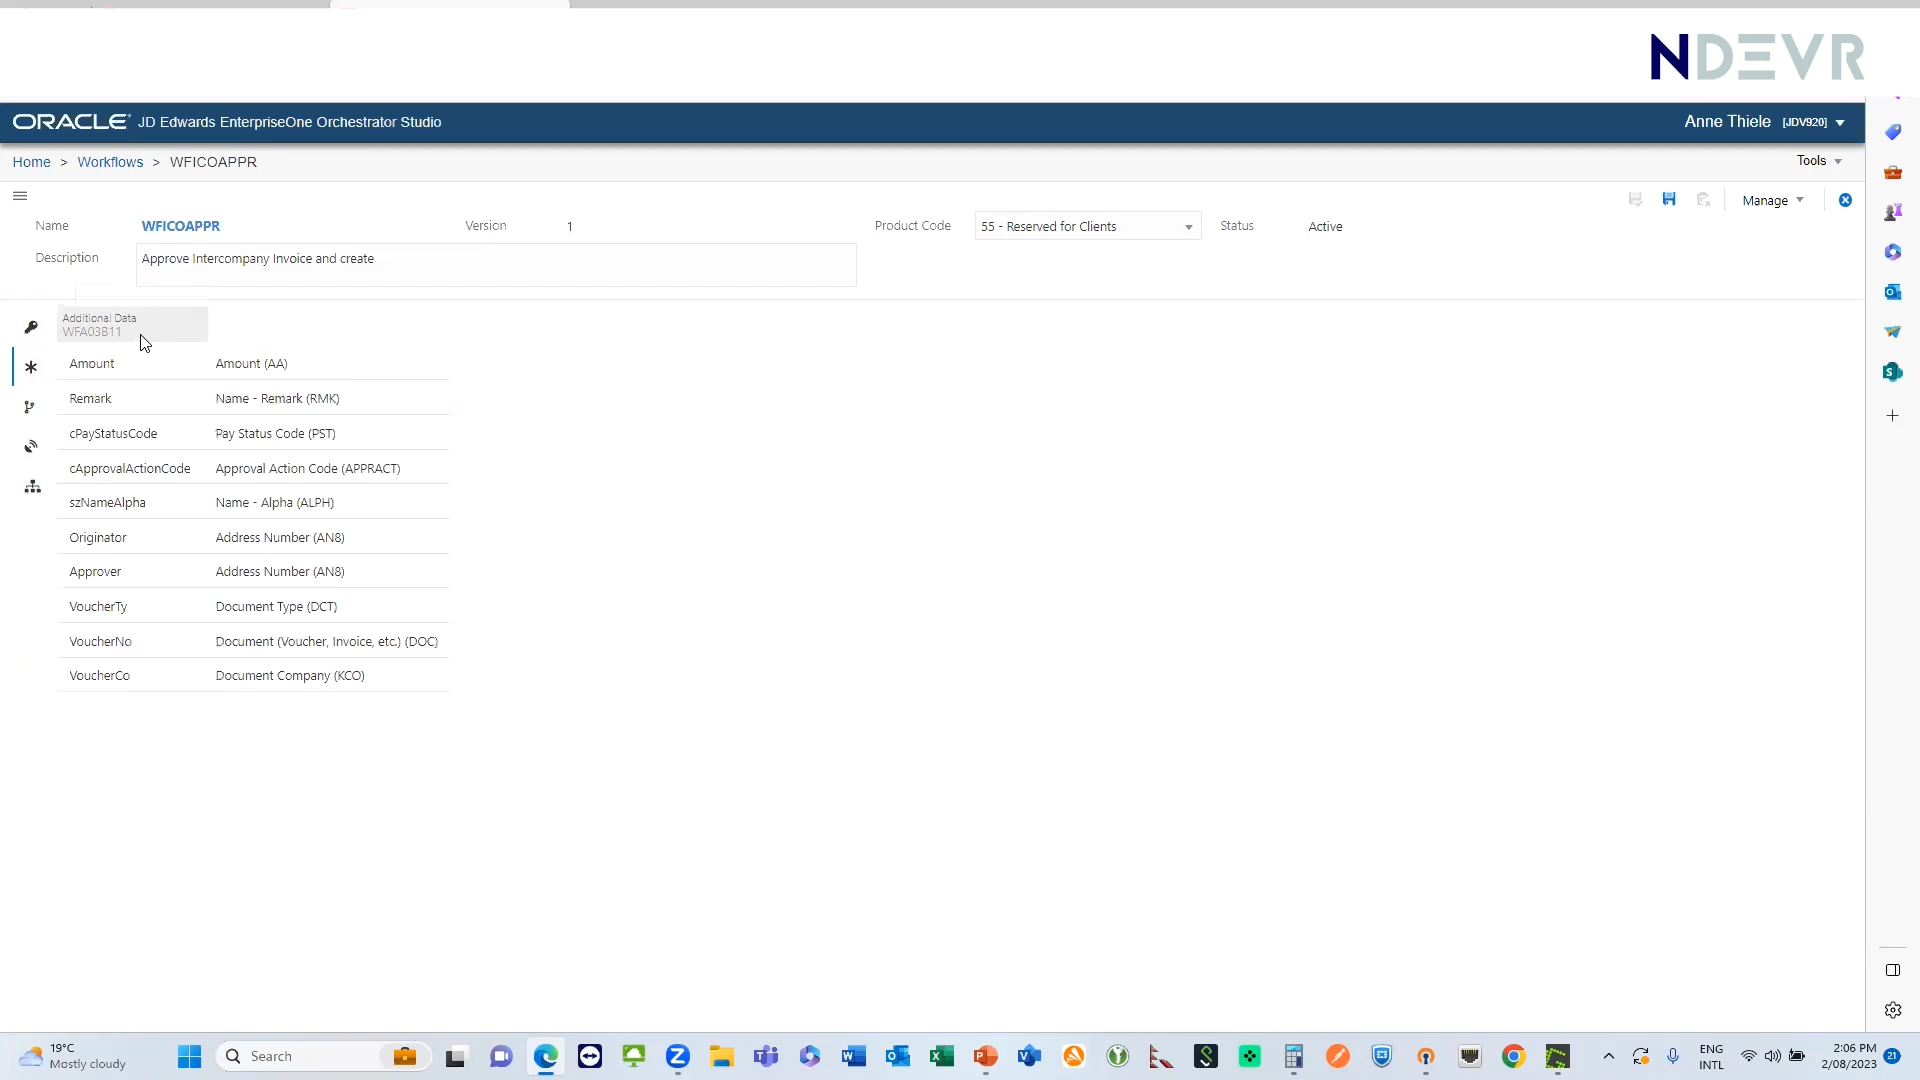 NDEVR
ORACLE JD Edwards EnterpriseOne Orchestrator Studio
Anne Thiele [JDV920]
Home > Workflows > WFICOAPPR
Tools
Manage
Name WFICOAPPR Version 1 Product Code 55 - Reserved for Clients Status Active
Description Approve Intercompany Invoice and create
Additional Data
WFA03B11
Amount Amount (AA)
Remark Name - Remark (RMK)
cPayStatusCode Pay Status Code (PST)
cApprovalActionCode Approval Action Code (APPRACT)
szNameAlpha Name - Alpha (ALPH)
Originator Address Number (AN8)
Approver Address Number (AN8)
VoucherTy Document Type (DCT)
VoucherNo Document (Voucher, Invoice, etc.) (DOC)
VoucherCo Document Company (KCO)
19°C
Mostly cloudy
Search
ENG
INTL
2:06 PM
2/08/2023
21